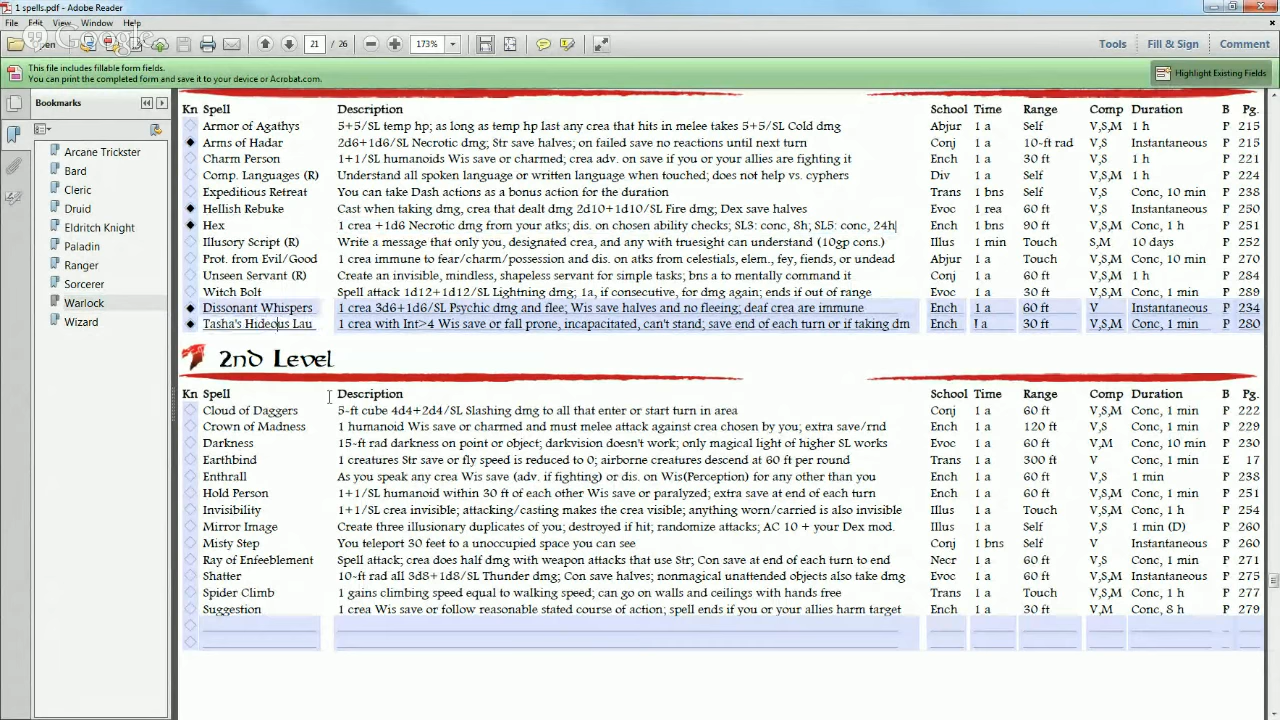 1 spells.pdf - Adobe Reader
File Edit View Window Help
Google
21 / 26 173% Tools Fill & Sign Comment
This file includes fillable form fields.
You can print the completed form and save it to your device or Acrobat.com.
Highlight Existing Fields
Bookmarks
Arcane Trickster
Bard
Cleric
Druid
Eldritch Knight
Paladin
Ranger
Sorcerer
Warlock
Wizard
Kn Spell Description School Time Range Comp Duration B Pg.
Armor of Agathys 5+5/SL temp hp; as long as temp hp last any crea that hits in melee takes 5+5/SL Cold dmg Abjur 1 a Self V,S,M 1 h P 215
Arms of Hadar 2d6+1d6/SL Necrotic dmg; Str save halves; on failed save no reactions until next turn Conj 1 a 10-ft rad V,S Instantaneous P 215
Charm Person 1+1/SL humanoids Wis save or charmed; crea adv. on save if you or your allies are fighting it Ench 1 a 30 ft V,S 1 h P 221
Comp. Languages (R) Understand all spoken language or written language when touched; does not help vs. cyphers Div 1 a Self V,S,M 1 h P 224
Expeditious Retreat You can take Dash actions as a bonus action for the duration Trans 1 bns Self V,S Conc, 10 min P 238
Hellish Rebuke Cast when taking dmg, crea that dealt dmg 2d10+1d10/SL Fire dmg; Dex save halves Evoc 1 rea 60 ft V,S Instantaneous P 250
Hex 1 crea +1d6 Necrotic dmg from your atks; dis. on chosen ability checks; SL3: conc, 8h; SL5: conc, 24h Ench 1 bns 90 ft V,S,M Conc, 1 h P 251
Illusory Script (R) Write a message that only you, designated crea, and any with truesight can understand (10gp cons.) Illus 1 min Touch S,M 10 days P 252
Prot. from Evil/Good 1 crea immune to fear/charm/possession and dis. on atks from celestials, elem., fey, fiends, or undead Abjur 1 a Touch V,S,M Conc, 10 min P 270
Unseen Servant (R) Create an invisible, mindless, shapeless servant for simple tasks; bns a to mentally command it Conj 1 a 60 ft V,S,M 1 h P 284
Witch Bolt Spell attack 1d12+1d12/SL Lightning dmg; 1a, if consecutive, for dmg again; ends if out of range Evoc 1 a 30 ft V,S,M Conc, 1 min P 289
Dissonant Whispers 1 crea 3d6+1d6/SL Psychic dmg and flee; Wis save halves and no fleeing; deaf crea are immune Ench 1 a 60 ft V Instantaneous P 234
Tasha's Hideous Lau 1 crea with Int>4 Wis save or fall prone, incapacitated, can't stand; save end of each turn or if taking dm Ench 1 a 30 ft V,S,M Conc, 1 min P 280
2nd Level
Kn Spell Description School Time Range Comp Duration B Pg.
Cloud of Daggers 5-ft cube 4d4+2d4/SL Slashing dmg to all that enter or start turn in area Conj 1 a 60 ft V,S,M Conc, 1 min P 222
Crown of Madness 1 humanoid Wis save or charmed and must melee attack against crea chosen by you; extra save/rnd Ench 1 a 120 ft V,S Conc, 1 min P 229
Darkness 15-ft rad darkness on point or object; darkvision doesn't work; only magical light of higher SL works Evoc 1 a 60 ft V,M Conc, 10 min P 230
Earthbind 1 creatures Str save or fly speed is reduced to 0; airborne creatures descend at 60 ft per round Trans 1 a 300 ft V Conc, 1 min E 17
Enthrall As you speak any crea Wis save (adv. if fighting) or dis. on Wis(Perception) for any other than you Ench 1 a 60 ft V,S 1 min P 238
Hold Person 1+1/SL humanoid within 30 ft of each other Wis save or paralyzed; extra save at end of each turn Ench 1 a 60 ft V,S,M Conc, 1 min P 251
Invisibility 1+1/SL crea invisible; attacking/casting makes the crea visible; anything worn/carried is also invisible Illus 1 a Touch V,S,M Conc, 1 h P 254
Mirror Image Create three illusionary duplicates of you; destroyed if hit; randomize attacks; AC 10 + your Dex mod. Illus 1 a Self V,S 1 min (D) P 260
Misty Step You teleport 30 feet to a unoccupied space you can see Conj 1 bns Self V Instantaneous P 260
Ray of Enfeeblement Spell attack; crea does half dmg with weapon attacks that use Str; Con save at end of each turn to end Necr 1 a 60 ft V,S Conc, 1 min P 271
Shatter 10-ft rad all 3d8+1d8/SL Thunder dmg; Con save halves; nonmagical unattended objects also take dmg Evoc 1 a 60 ft V,S,M Instantaneous P 275
Spider Climb 1 gains climbing speed equal to walking speed; can go on walls and ceilings with hands free Trans 1 a Touch V,S,M Conc, 1 h P 277
Suggestion 1 crea Wis save or follow reasonable stated course of action; spell ends if you or your allies harm target Ench 1 a 30 ft V,M Conc, 8 h P 279